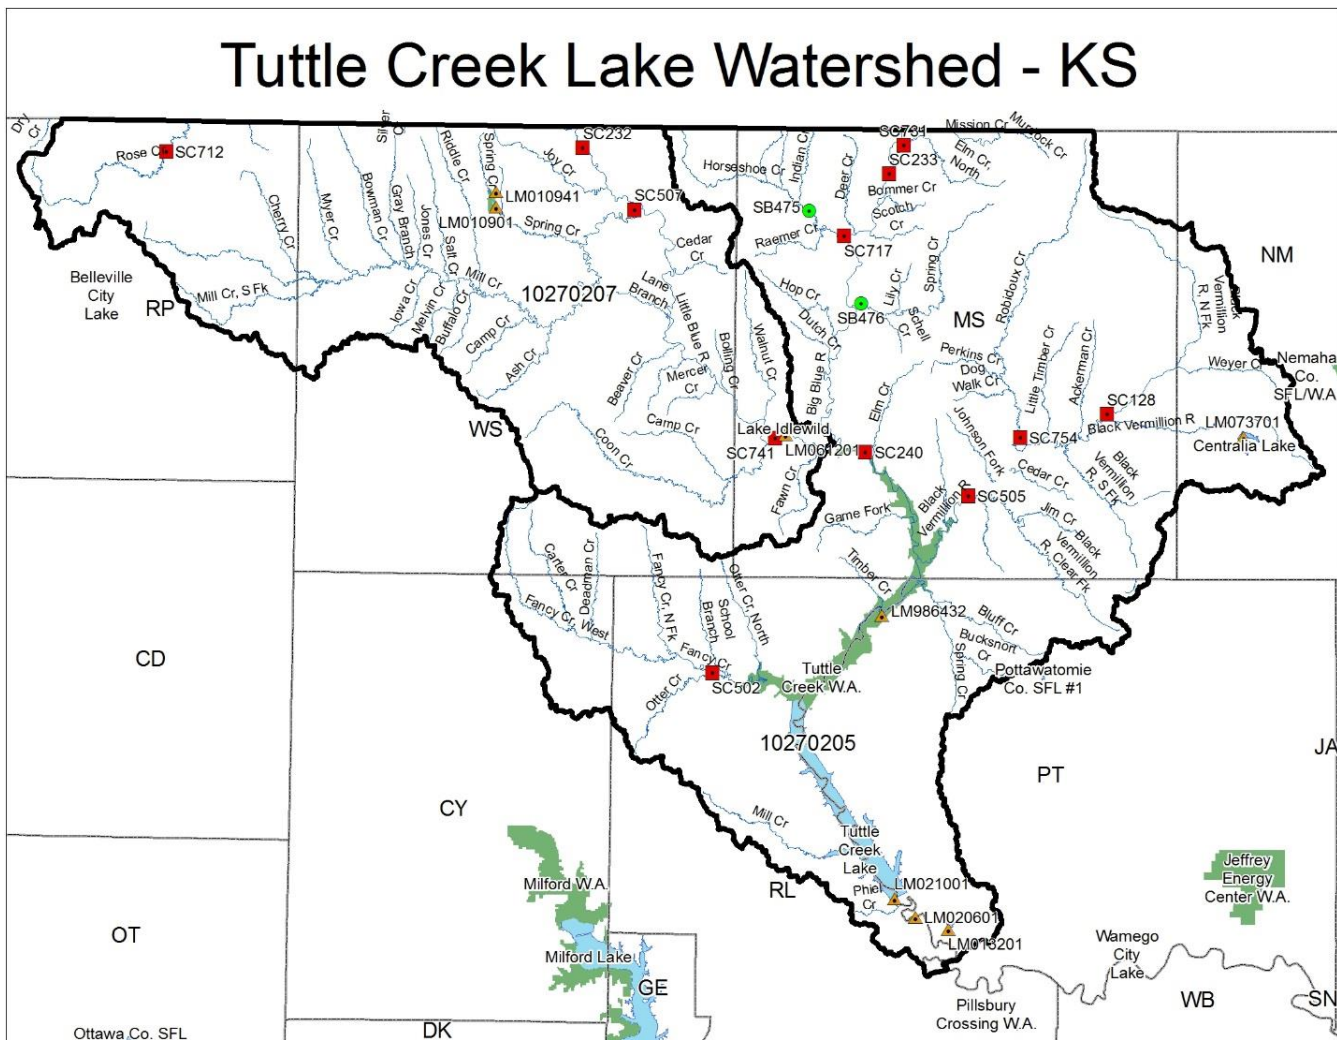 Tuttle Creek Lake Watershed - KS
Dry
Cr
Rose Cr
SC712
Silver
Cr
Riddle Cr
Spring Cr
Joy Cr
SC232
Horseshoe Cr
Indian Cr
Deer Cr
SC731
SC233
Mission Cr
Murdock Cr
Elm Cr,
North
Bommer Cr
Scotch
Cr
LM010941
LM010901
SC507
SB475
Raemer Cr
SC717
Cherry Cr
Myer Cr
Bowman Cr
Gray Branch
Jones Cr
Salt Cr
Spring Cr
Cedar
Cr
Spring Cr
Robidoux Cr
Black
Vermillion
R, N Fk
NM
Belleville
City
Lake
RP
Mill Cr, S Fk
Mill Cr
Iowa Cr
Melvin Cr
Buffalo Cr
Camp Cr
Ash Cr
10270207
Lane
Branch
Little Blue R
Bolling Cr
Walnut Cr
Hop Cr
Dutch Cr
Big Blue R
SB476
Lily Cr
Schell
Cr
MS
Perkins Cr
Dog
Walk Cr
Little Timber Cr
Ackerman Cr
Weyer Cr
Nemaha
Co.
SFL/W.A.
Beaver Cr
Mercer
Cr
Camp Cr
Coon Cr
WS
Elm Cr
Johnson Fork
SC128
Black Vermillion R
LM073701
Centralia Lake
Lake Idlewild
SC741
LM061201
SC240
SC754
Cedar Cr
Black
Vermillion
R, S Fk
Fawn Cr
Game Fork
Black
Vermillion R
SC505
Jim Cr
Black
Vermillion
R, Clear Fk
Carter Cr
Deadman Cr
Fancy Cr, West
Fancy Cr, N Fk
School
Branch
Otter Cr, North
Timber Cr
LM986432
Bluff Cr
Bucksnort
Cr
Spring Cr
CD
Fancy Cr
SC502
Otter Cr
Tuttle
Creek W.A.
Pottawatomie
Co. SFL #1
10270205
PT
JA
CY
Mill Cr
Tuttle
Creek
Lake
RL
Phiel
Cr
LM021001
LM020601
LM013201
Milford W.A.
Milford Lake
Jeffrey
Energy
Center W.A.
OT
Wamego
City
Lake
GE
Pillsbury
Crossing W.A.
WB
SN
Ottawa Co. SFL
DK